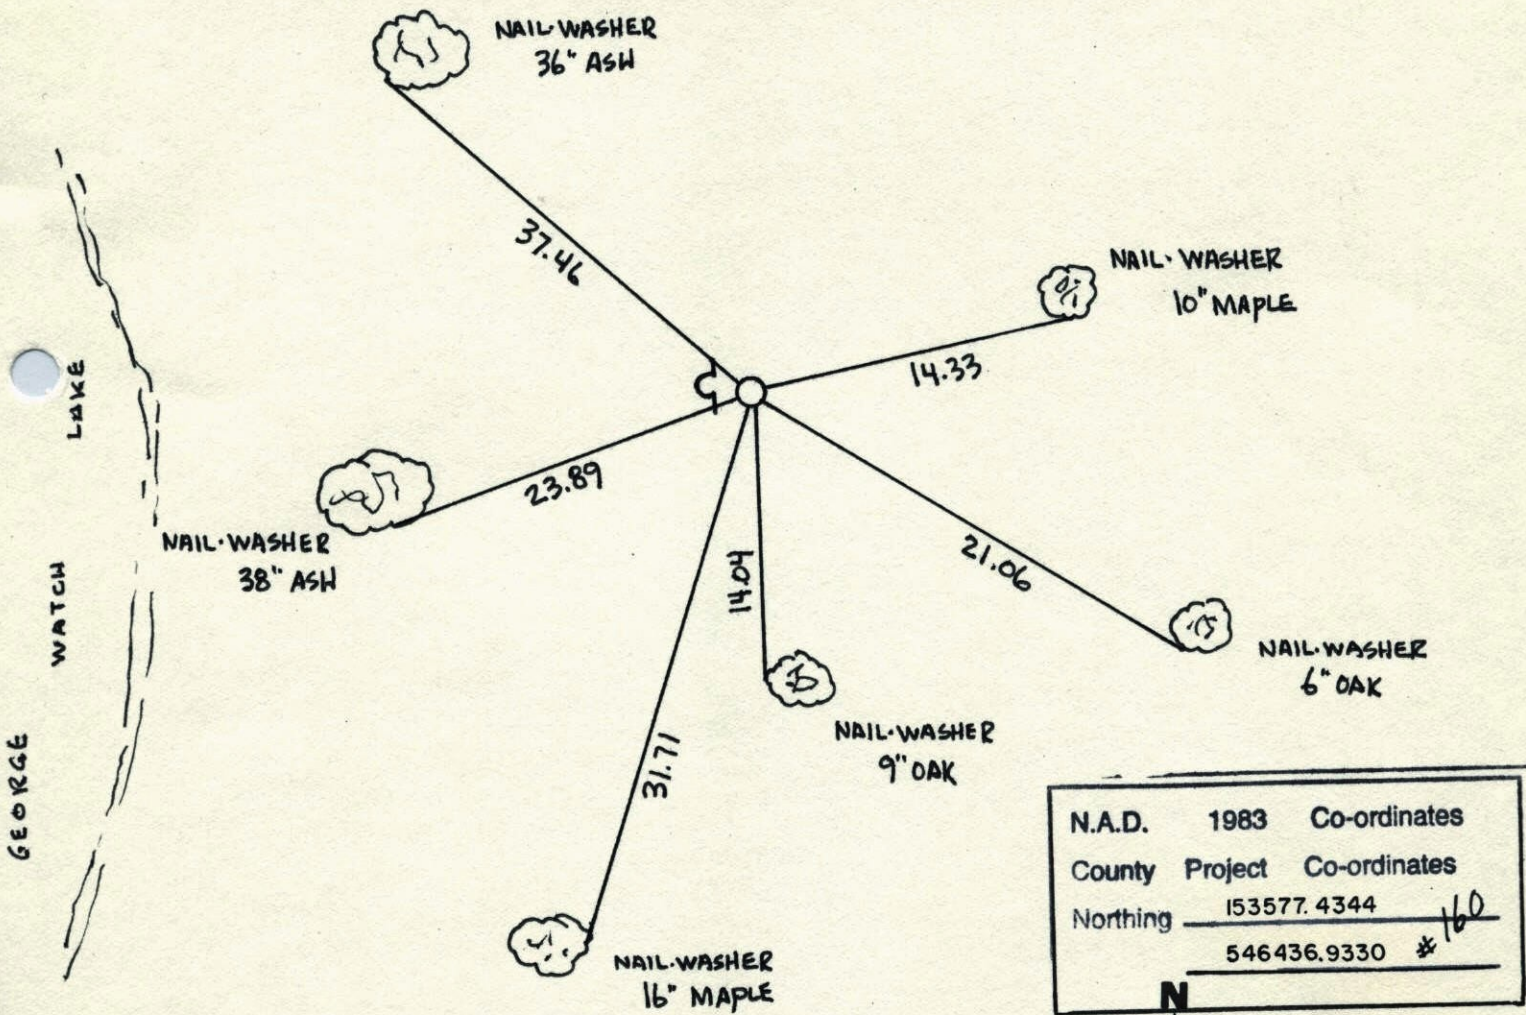 NAIL·WASHER
36" ASH
37.46
NAIL·WASHER
10" MAPLE
14.33
LAKE
WATCH
GEORGE
23.89
NAIL·WASHER
38" ASH
14.04
21.06
NAIL·WASHER
6" OAK
NAIL·WASHER
9" OAK
31.71
NAIL·WASHER
16" MAPLE
N.A.D. 1983 Co-ordinates
County Project Co-ordinates
Northing 153577.4344
546436.9330 #160
N